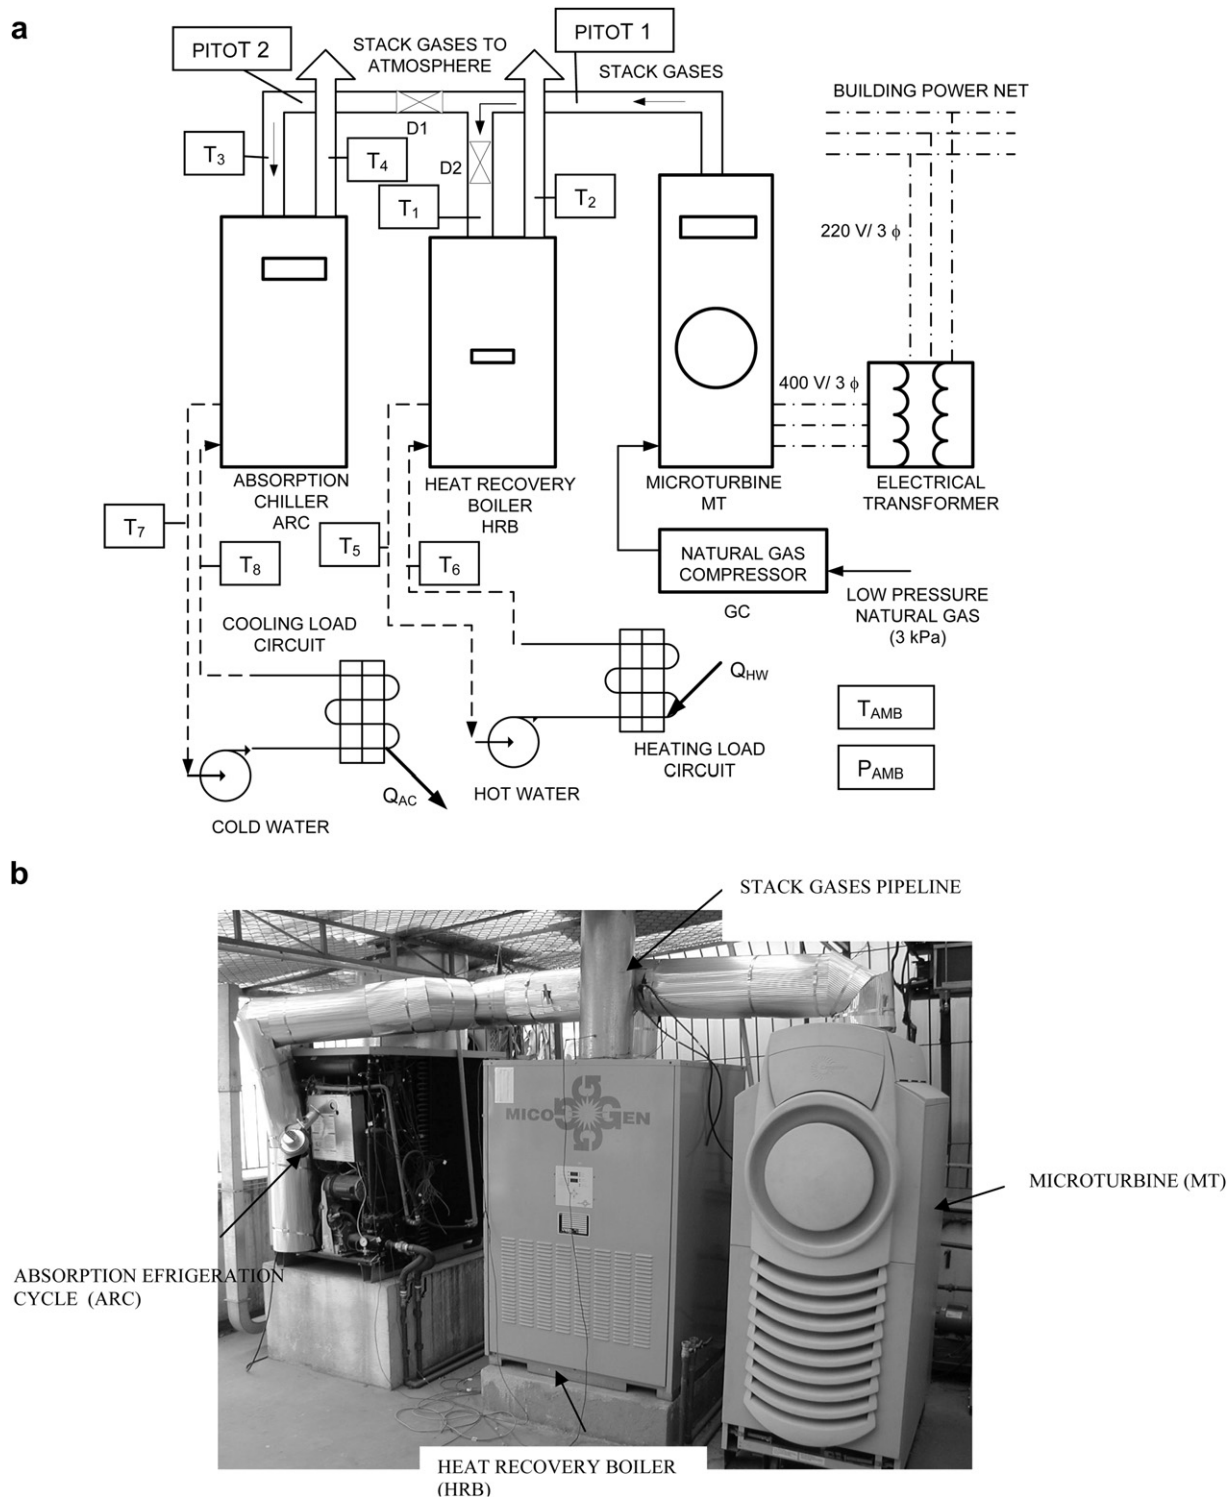 a
PITOT 2
STACK GASES TO
ATMOSPHERE
PITOT 1
STACK GASES
BUILDING POWER NET
D1
T3
T4
D2
T1
T2
220 V/ 3 ϕ
400 V/ 3 ϕ
ABSORPTION
CHILLER
ARC
HEAT RECOVERY
BOILER
HRB
MICROTURBINE
MT
ELECTRICAL
TRANSFORMER
T7
T8
T5
T6
NATURAL GAS
COMPRESSOR
GC
LOW PRESSURE
NATURAL GAS
(3 kPa)
COOLING LOAD
CIRCUIT
QHW
TAMB
HEATING LOAD
CIRCUIT
PAMB
QAC
HOT WATER
COLD WATER
b
STACK GASES PIPELINE
MICOGEN
MICROTURBINE (MT)
ABSORPTION EFRIGERATION
CYCLE (ARC)
HEAT RECOVERY BOILER
(HRB)